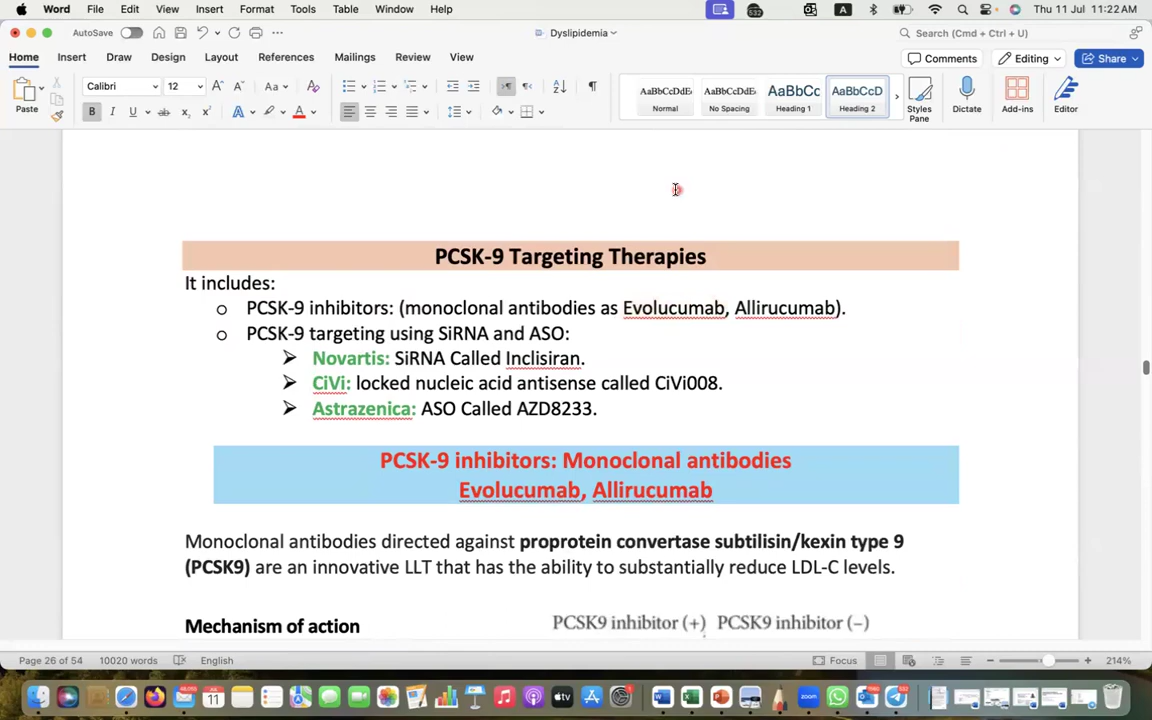 Word File Edit View Insert Format Tools Table Window Help Thu 11 Jul 11:22 AM
AutoSave Dyslipidemia Search (Cmd + Ctrl + U)
Home Insert Draw Design Layout References Mailings Review View Comments Editing Share
Paste Calibri 12 AaBbCcDdEe Normal AaBbCcDdEe No Spacing AaBbCc Heading 1 AaBbCcD Heading 2 Styles Pane Dictate Add-ins Editor
PCSK-9 Targeting Therapies
It includes:
o PCSK-9 inhibitors: (monoclonal antibodies as Evolucumab, Allirucumab).
o PCSK-9 targeting using SiRNA and ASO:
➢ Novartis: SiRNA Called Inclisiran.
➢ CiVi: locked nucleic acid antisense called CiVi008.
➢ Astrazenica: ASO Called AZD8233.
PCSK-9 inhibitors: Monoclonal antibodies
Evolucumab, Allirucumab
Monoclonal antibodies directed against proprotein convertase subtilisin/kexin type 9
(PCSK9) are an innovative LLT that has the ability to substantially reduce LDL-C levels.
Mechanism of action PCSK9 inhibitor (+) PCSK9 inhibitor (−)
Page 26 of 54 10020 words English Focus 214%